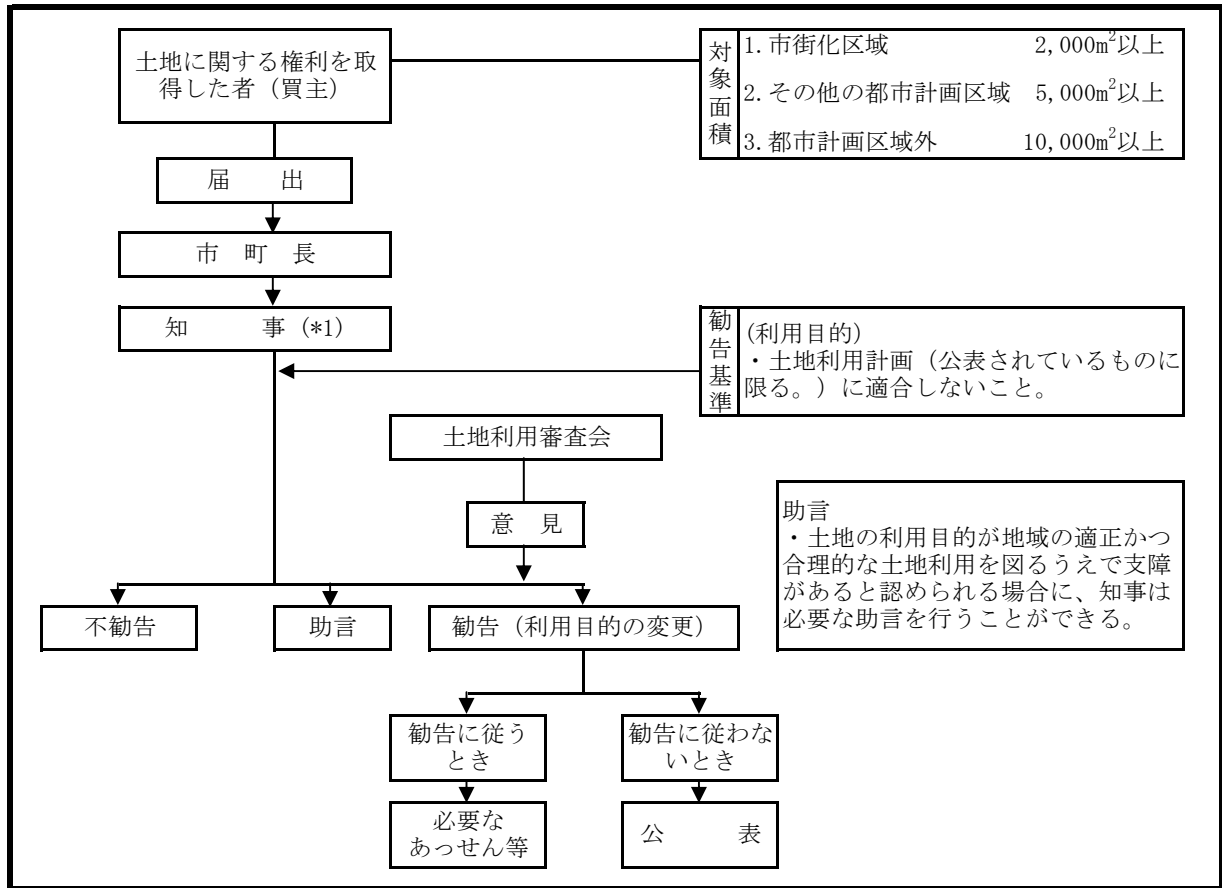 土地に関する権利を取
得した者（買主）
対象面積
1.市街化区域 2,000m²以上
2.その他の都市計画区域 5,000m²以上
3.都市計画区域外 10,000m²以上
届 出
市 町 長
知 事 (*1)
勧告基準
(利用目的)
・土地利用計画（公表されているものに
限る。）に適合しないこと。
土地利用審査会
意 見
助言
・土地の利用目的が地域の適正かつ
合理的な土地利用を図るうえで支障
があると認められる場合に、知事は
必要な助言を行うことができる。
不勧告
助言
勧告（利用目的の変更）
勧告に従う
とき
勧告に従わな
いとき
必要な
あっせん等
公 表